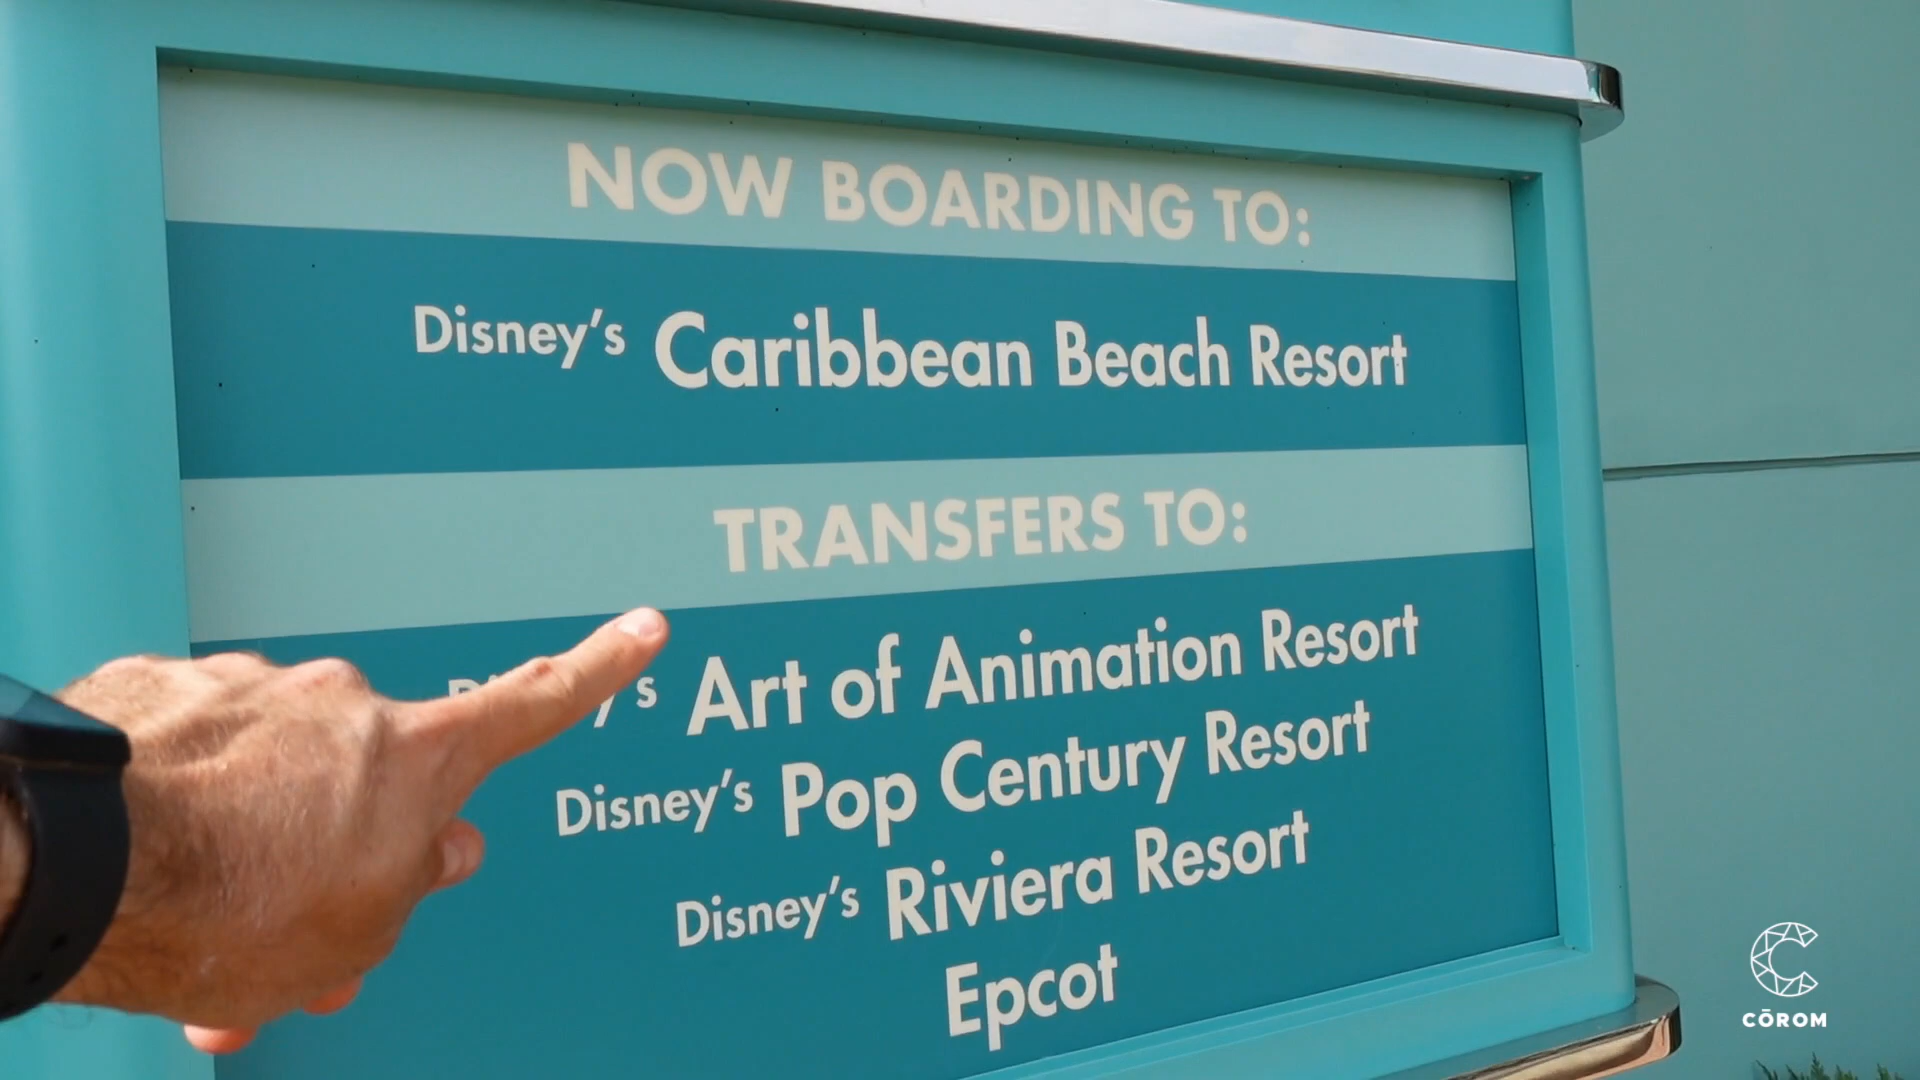 NOW BOARDING TO:
Disney's Caribbean Beach Resort
TRANSFERS TO:
Art of Animation Resort
Disney's Pop Century Resort
Disney's Riviera Resort
Epcot
CŌROM